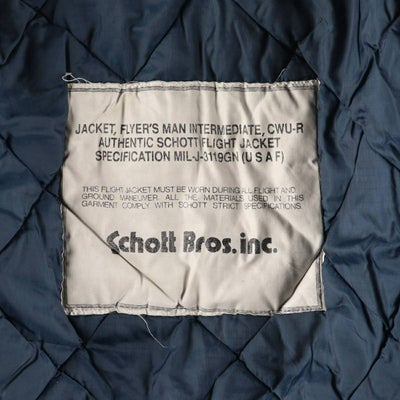 JACKET, FLYER'S MAN INTERMEDIATE, CWU-R
AUTHENTIC SCHOTT FLIGHT JACKET
SPECIFICATION MIL-J-3119GN (U S A F)
THIS FLIGHT JACKET MUST BE WORN DURING ALL FLIGHT AND
GROUND MANEUVER. ALL THE MATERIALS USED IN THIS
GARMENT COMPLY WITH SCHOTT STRICT SPECIFICATIONS.
Schott Bros.inc.